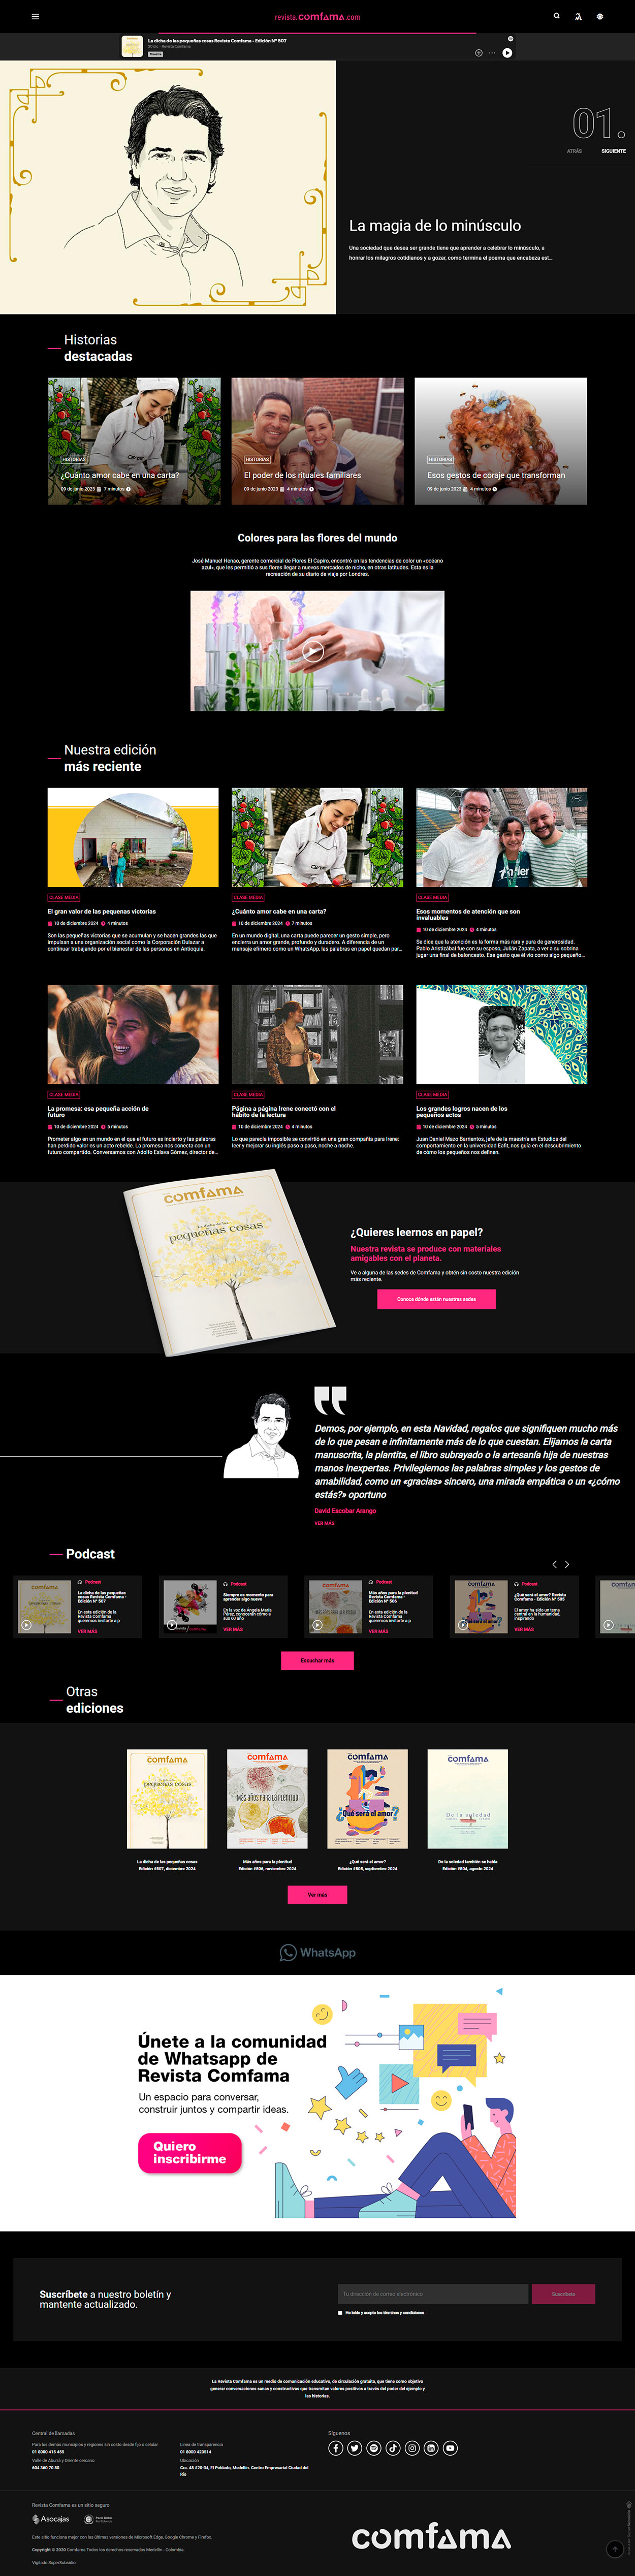 revista.comfama.com
La dicha de las pequeñas cosas Revista Comfama - Edición N° 507
20 dic - Revista Comfama
01.
ATRÁS
SIGUIENTE
La magia de lo minúsculo
Una sociedad que desea ser grande tiene que aprender a celebrar lo minúsculo, a
honrar los milagros cotidianos y a gozar, como termina el poema que encabeza est...
Historias
destacadas
HISTORIAS
¿Cuánto amor cabe en una carta?
09 de junio 2023 7 minutos
HISTORIAS
El poder de los rituales familiares
09 de junio 2023 4 minutos
HISTORIAS
Esos gestos de coraje que transforman
09 de junio 2023 4 minutos
Colores para las flores del mundo
José Manuel Henao, gerente comercial de Flores El Capiro, encontró en las tendencias de color un «océano
azul», que les permitió a sus flores llegar a nuevos mercados de nicho, en otras latitudes. Esta es la
recreación de su diario de viaje por Londres.
Nuestra edición
más reciente
CLASE MEDIA
El gran valor de las pequenas victorias
10 de diciembre 2024 4 minutos
Son las pequeñas victorias que se acumulan y se hacen grandes las que
impulsan a una organización social como la Corporación Dulazar a
continuar trabajando por el bienestar de las personas en Antioquia.
CLASE MEDIA
¿Cuánto amor cabe en una carta?
10 de diciembre 2024 7 minutos
En un mundo digital, una carta puede parecer un gesto simple, pero
encierra un amor grande, profundo y duradero. A diferencia de un
mensaje efímero como un WhatsApp, las palabras en papel quedan par...
CLASE MEDIA
Esos momentos de atención que son
invaluables
10 de diciembre 2024 4 minutos
Se dice que la atención es la forma más rara y pura de generosidad.
Pablo Aristizábal fue con su esposo, Julián Zapata, a ver a su sobrina
jugar una final de baloncesto. Ese gesto que él vio como algo pequeño...
CLASE MEDIA
La promesa: esa pequeña acción de
futuro
10 de diciembre 2024 5 minutos
Prometer algo en un mundo en el que el futuro es incierto y las palabras
han perdido valor es un acto rebelde. La promesa nos conecta con un
futuro compartido. Conversamos con Adolfo Eslava Gómez, director de...
CLASE MEDIA
Página a página Irene conectó con el
hábito de la lectura
10 de diciembre 2024 4 minutos
Lo que parecía imposible se convirtió en una gran compañía para Irene:
leer y mejorar su inglés paso a paso, noche a noche.
CLASE MEDIA
Los grandes logros nacen de los
pequeños actos
10 de diciembre 2024 5 minutos
Juan Daniel Mazo Barrientos, jefe de la maestría en Estudios del
comportamiento en la universidad Eafit, nos guía en el descubrimiento
de cómo los pequeños nos definen.
comfama
La dicha de las
pequeñas cosas
¿Quieres leernos en papel?
Nuestra revista se produce con materiales
amigables con el planeta.
Ve a alguna de las sedes de Comfama y obtén sin costo nuestra edición
más reciente.
Conoce dónde están nuestras sedes
Demos, por ejemplo, en esta Navidad, regalos que signifiquen mucho más
de lo que pesan e infinitamente más de lo que cuestan. Elijamos la carta
manuscrita, la plantita, el libro subrayado o la artesanía hija de nuestras
manos inexpertas. Privilegiemos las palabras simples y los gestos de
amabilidad, como un «gracias» sincero, una mirada empática o un «¿cómo
estás?» oportuno
David Escobar Arango
VER MÁS
Podcast
Podcast
La dicha de las pequeñas
cosas Revista Comfama -
Edición N° 507
En esta edición de la
Revista Comfama
queremos invitarte a p
VER MÁS
Podcast
Siempre es momento para
aprender algo nuevo
En la voz de Ángela María
Pérez, conocerán cómo a
sus 60 año
VER MÁS
Podcast
Más años para la plenitud
Revista Comfama -
Edición N° 506
En esta edición de la
Revista Comfama
queremos invitarte a p
VER MÁS
Podcast
¿Qué será el amor? Revista
Comfama - Edición N° 505
El amor ha sido un tema
central en la humanidad,
inspirando
VER MÁS
Escuchar más
Otras
ediciones
comfama
pequeñas cosas
comfama
MÁS AÑOS PARA LA PLENITUD
comfama
¿Qué será el amor?
comfama
De la soledad
La dicha de las pequeñas cosas
Edición #507, diciembre 2024
Más años para la plenitud
Edición #506, noviembre 2024
¿Qué será el amor?
Edición #505, septiembre 2024
De la soledad también se habla
Edición #504, agosto 2024
Ver más
WhatsApp
Únete a la comunidad
de Whatsapp de
Revista Comfama
Un espacio para conversar,
construir juntos y compartir ideas.
Quiero
inscribirme
Suscríbete a nuestro boletín y
mantente actualizado.
Tu dirección de correo electrónico
Suscríbete
He leído y acepto los términos y condiciones
La Revista Comfama es un medio de comunicación educativo, de circulación gratuita, que tiene como objetivo
generar conversaciones sanas y constructivas que transmitan valores positivos a través del poder del ejemplo y
las historias.
Central de llamadas
Para los demás municipios y regiones sin costo desde fijo o celular
01 8000 415 455
Valle de Aburrá y Oriente cercano
604 360 70 80
Línea de transparencia
01 8000 423514
Ubicación
Cra. 48 #20-34, El Poblado, Medellín. Centro Empresarial Ciudad del
Río
Síguenos
Revista Comfama es un sitio seguro
Asocajas
Este sitio funciona mejor con las últimas versiones de Microsoft Edge, Google Chrome y Firefox.
Copyright © 2020 Comfama Todos los derechos reservados Medellín - Colombia.
Vigilado SuperSubsidio
comfama